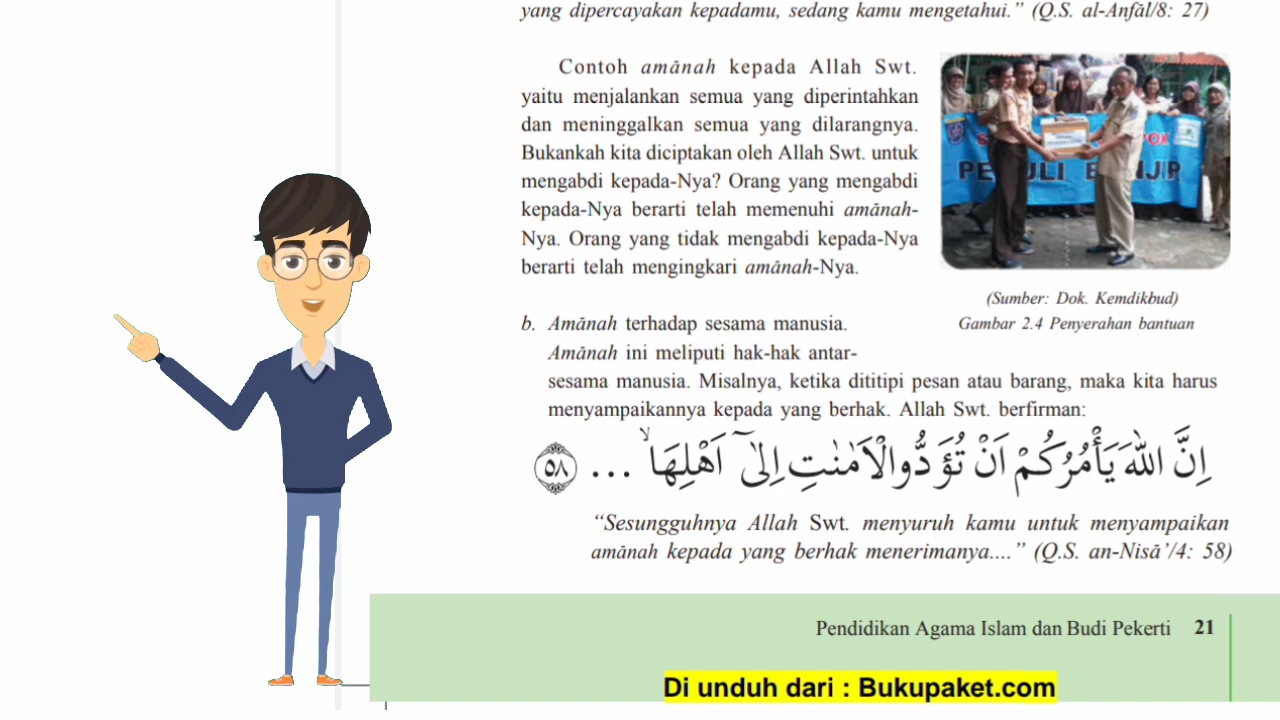 yang dipercayakan kepadamu, sedang kamu mengetahui.” (Q.S. al-Anfāl/8: 27)
Contoh amānah kepada Allah Swt.
yaitu menjalankan semua yang diperintahkan
dan meninggalkan semua yang dilarangnya.
Bukankah kita diciptakan oleh Allah Swt. untuk
mengabdi kepada-Nya? Orang yang mengabdi
kepada-Nya berarti telah memenuhi amānah-
Nya. Orang yang tidak mengabdi kepada-Nya
berarti telah mengingkari amānah-Nya.
(Sumber: Dok. Kemdikbud)
Gambar 2.4 Penyerahan bantuan
b. Amānah terhadap sesama manusia.
Amānah ini meliputi hak-hak antar-
sesama manusia. Misalnya, ketika dititipi pesan atau barang, maka kita harus
menyampaikannya kepada yang berhak. Allah Swt. berfirman:
اِنَّ اللّٰهَ يَأْمُرُكُمْ اَنْ تُؤَدُّوا الْاَمٰنٰتِ اِلٰٓى اَهْلِهَاۙ ... ٥٨
“Sesungguhnya Allah Swt. menyuruh kamu untuk menyampaikan
amānah kepada yang berhak menerimanya....” (Q.S. an-Nisā’/4: 58)
Pendidikan Agama Islam dan Budi Pekerti 21
Di unduh dari : Bukupaket.com